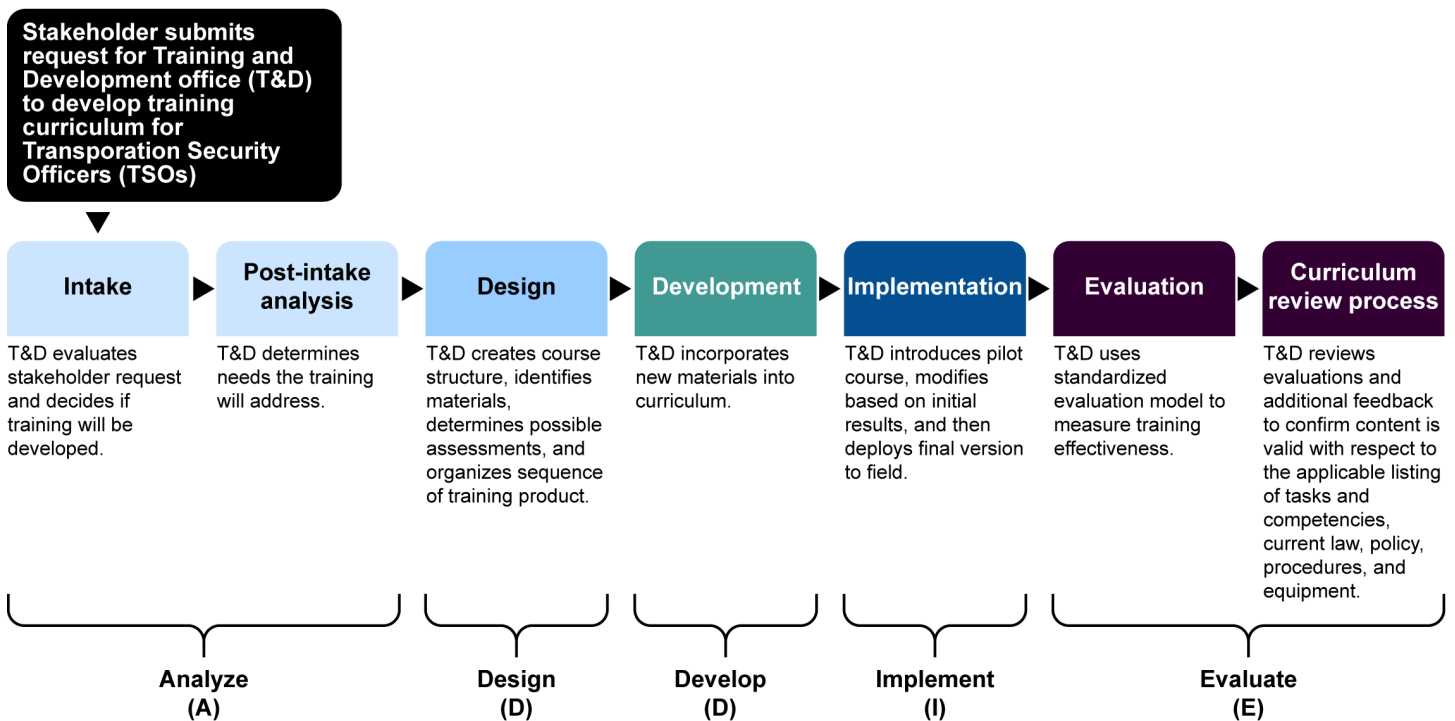 Stakeholder submits
request for Training and
Development office (T&D)
to develop training
curriculum for
Transporation Security
Officers (TSOs)
Intake
T&D evaluates
stakeholder request
and decides if
training will be
developed.
Post-intake
analysis
T&D determines
needs the training
will address.
Design
T&D creates course
structure, identifies
materials,
determines possible
assessments, and
organizes sequence
of training product.
Development
T&D incorporates
new materials into
curriculum.
Implementation
T&D introduces pilot
course, modifies
based on initial
results, and then
deploys final version
to field.
Evaluation
T&D uses
standardized
evaluation model to
measure training
effectiveness.
Curriculum
review process
T&D reviews
evaluations and
additional feedback
to confirm content is
valid with respect to
the applicable listing
of tasks and
competencies,
current law, policy,
procedures, and
equipment.
Analyze
(A)
Design
(D)
Develop
(D)
Implement
(I)
Evaluate
(E)